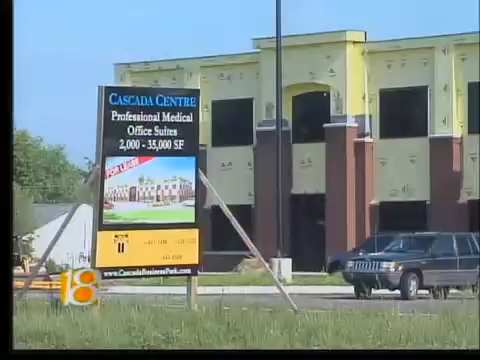 CASCADA CENTRE
Professional Medical
Office Suites
2,000 - 35,000 SF
FOR LEASE
www.CascadaBusinessPark.com
18